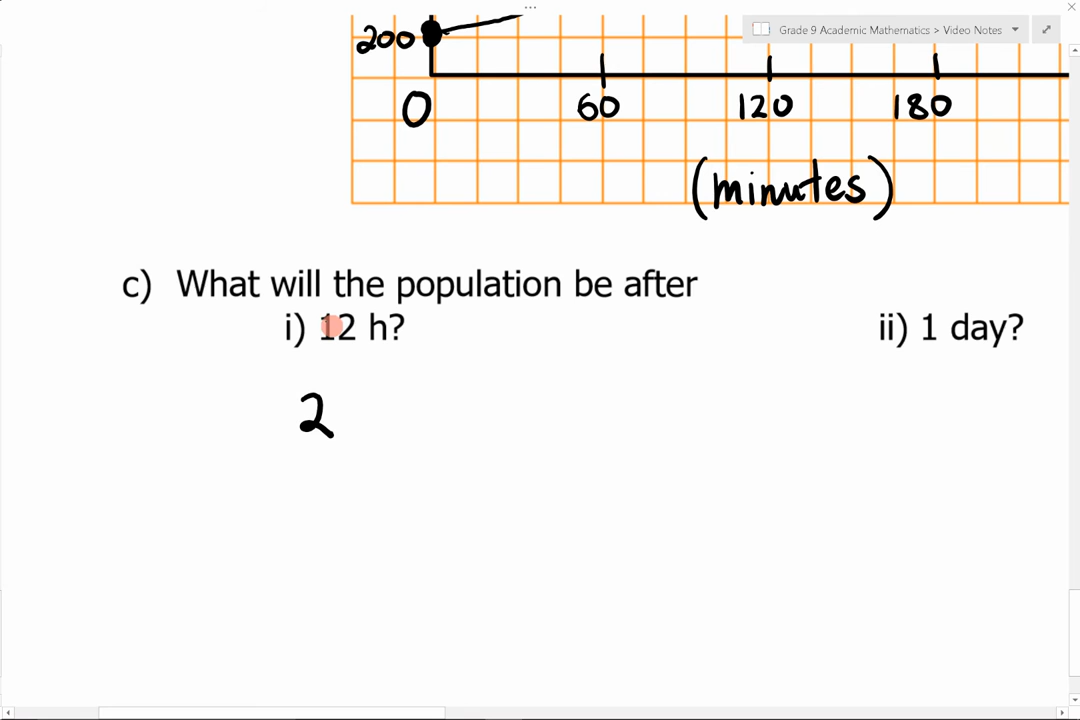 Grade 9 Academic Mathematics > Video Notes
200
0 60 120 180
(minutes)
c) What will the population be after
i) 12 h? ii) 1 day?
2